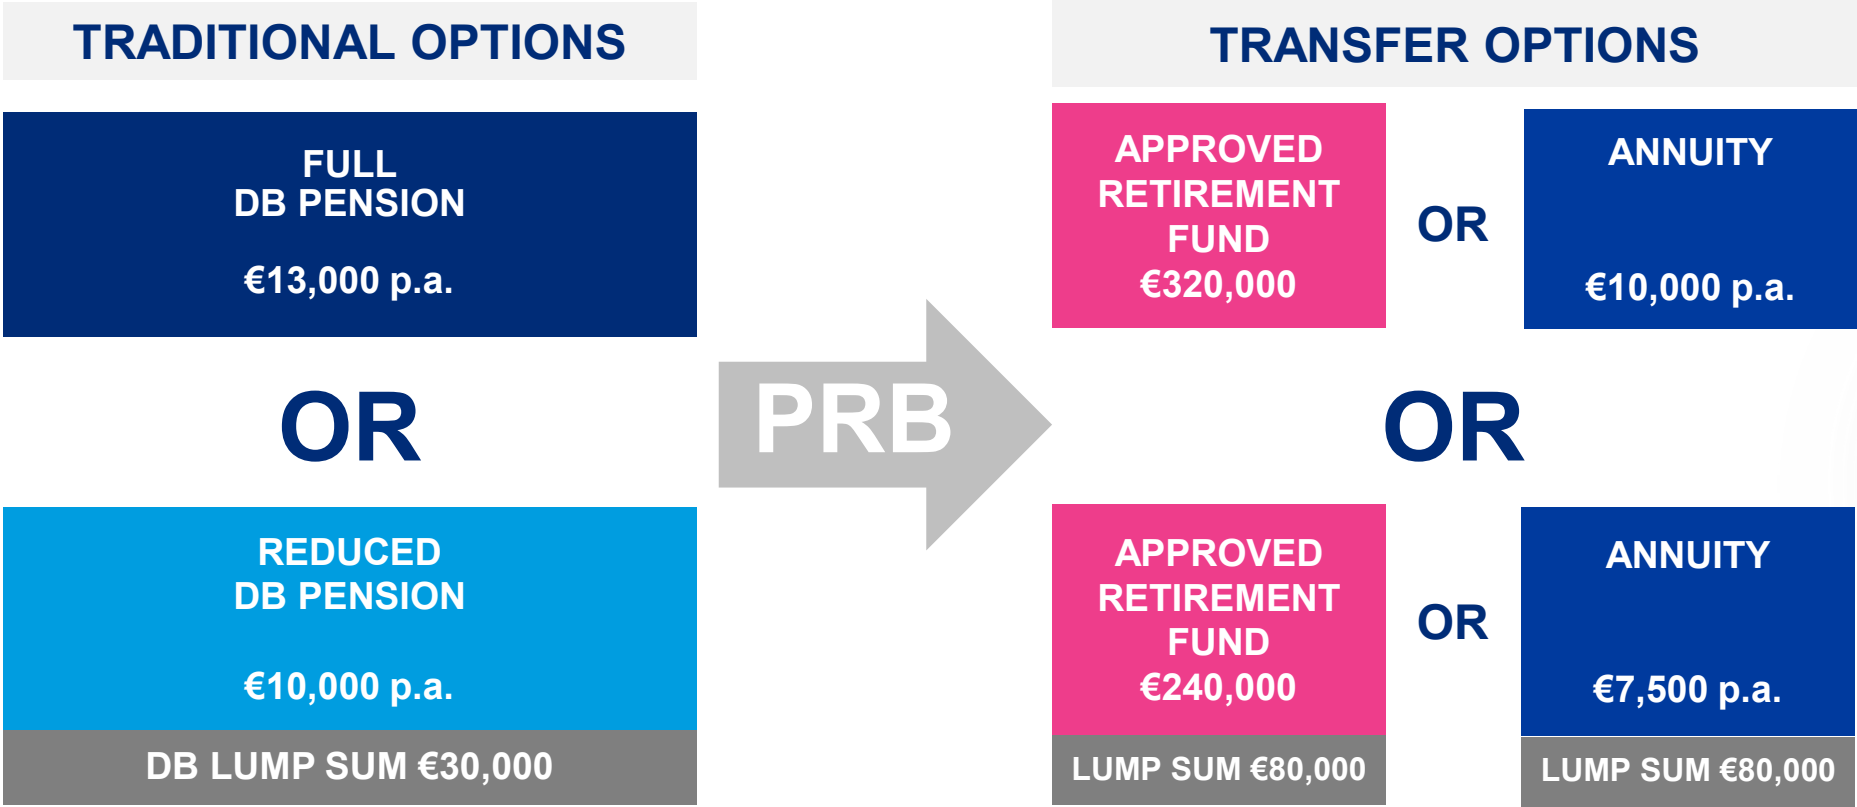 TRADITIONAL OPTIONS
FULL
DB PENSION
€13,000 p.a.
OR
REDUCED
DB PENSION
€10,000 p.a.
DB LUMP SUM €30,000
PRB
TRANSFER OPTIONS
APPROVED
RETIREMENT
FUND
€320,000
OR
ANNUITY
€10,000 p.a.
OR
APPROVED
RETIREMENT
FUND
€240,000
LUMP SUM €80,000
OR
ANNUITY
€7,500 p.a.
LUMP SUM €80,000